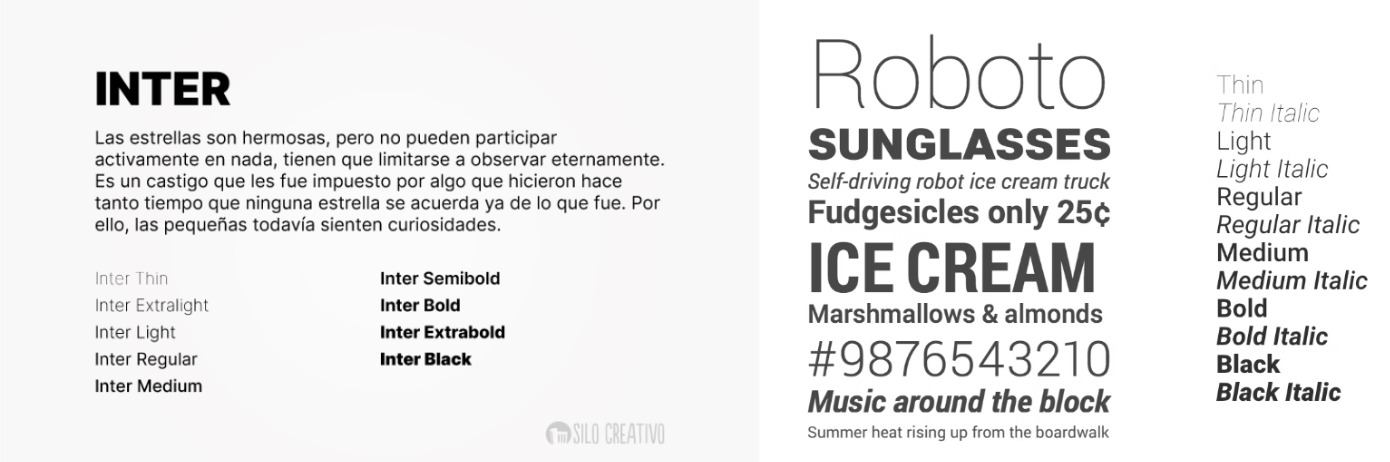 INTER
Las estrellas son hermosas, pero no pueden participar
activamente en nada, tienen que limitarse a observar eternamente.
Es un castigo que les fue impuesto por algo que hicieron hace
tanto tiempo que ninguna estrella se acuerda ya de lo que fue. Por
ello, las pequeñas todavía sienten curiosidades.
Inter Thin
Inter Extralight
Inter Light
Inter Regular
Inter Medium
Inter Semibold
Inter Bold
Inter Extrabold
Inter Black
SILO CREATIVO
Roboto
SUNGLASSES
Self-driving robot ice cream truck
Fudgesicles only 25¢
ICE CREAM
Marshmallows & almonds
#9876543210
Music around the block
Summer heat rising up from the boardwalk
Thin
Thin Italic
Light
Light Italic
Regular
Regular Italic
Medium
Medium Italic
Bold
Bold Italic
Black
Black Italic